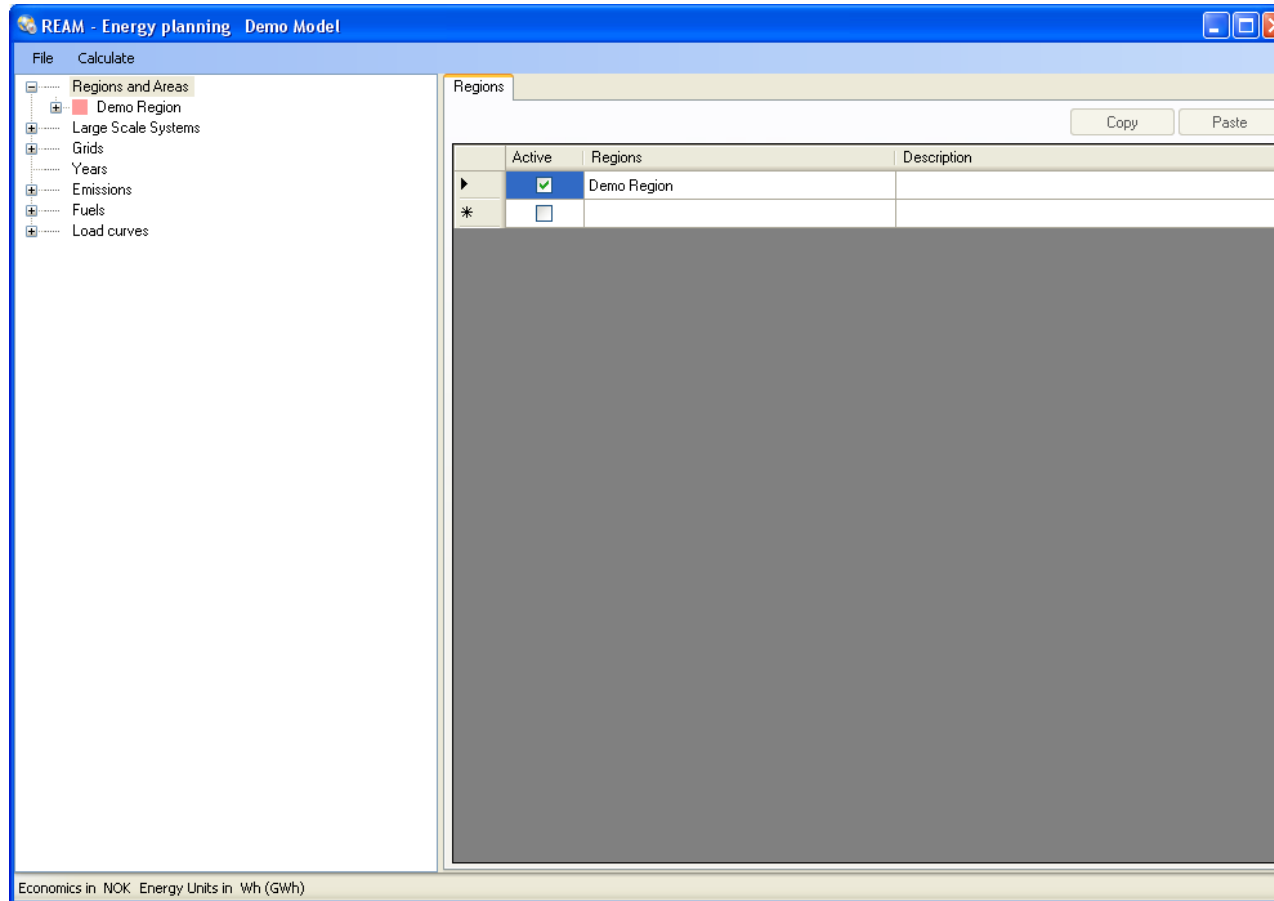 REAM - Energy planning   Demo Model
File   Calculate
Regions and Areas
Demo Region
Large Scale Systems
Grids
Years
Emissions
Fuels
Load curves
Regions
Copy   Paste
Active   Regions   Description
Demo Region
Economics in  NOK  Energy Units in  Wh (GWh)